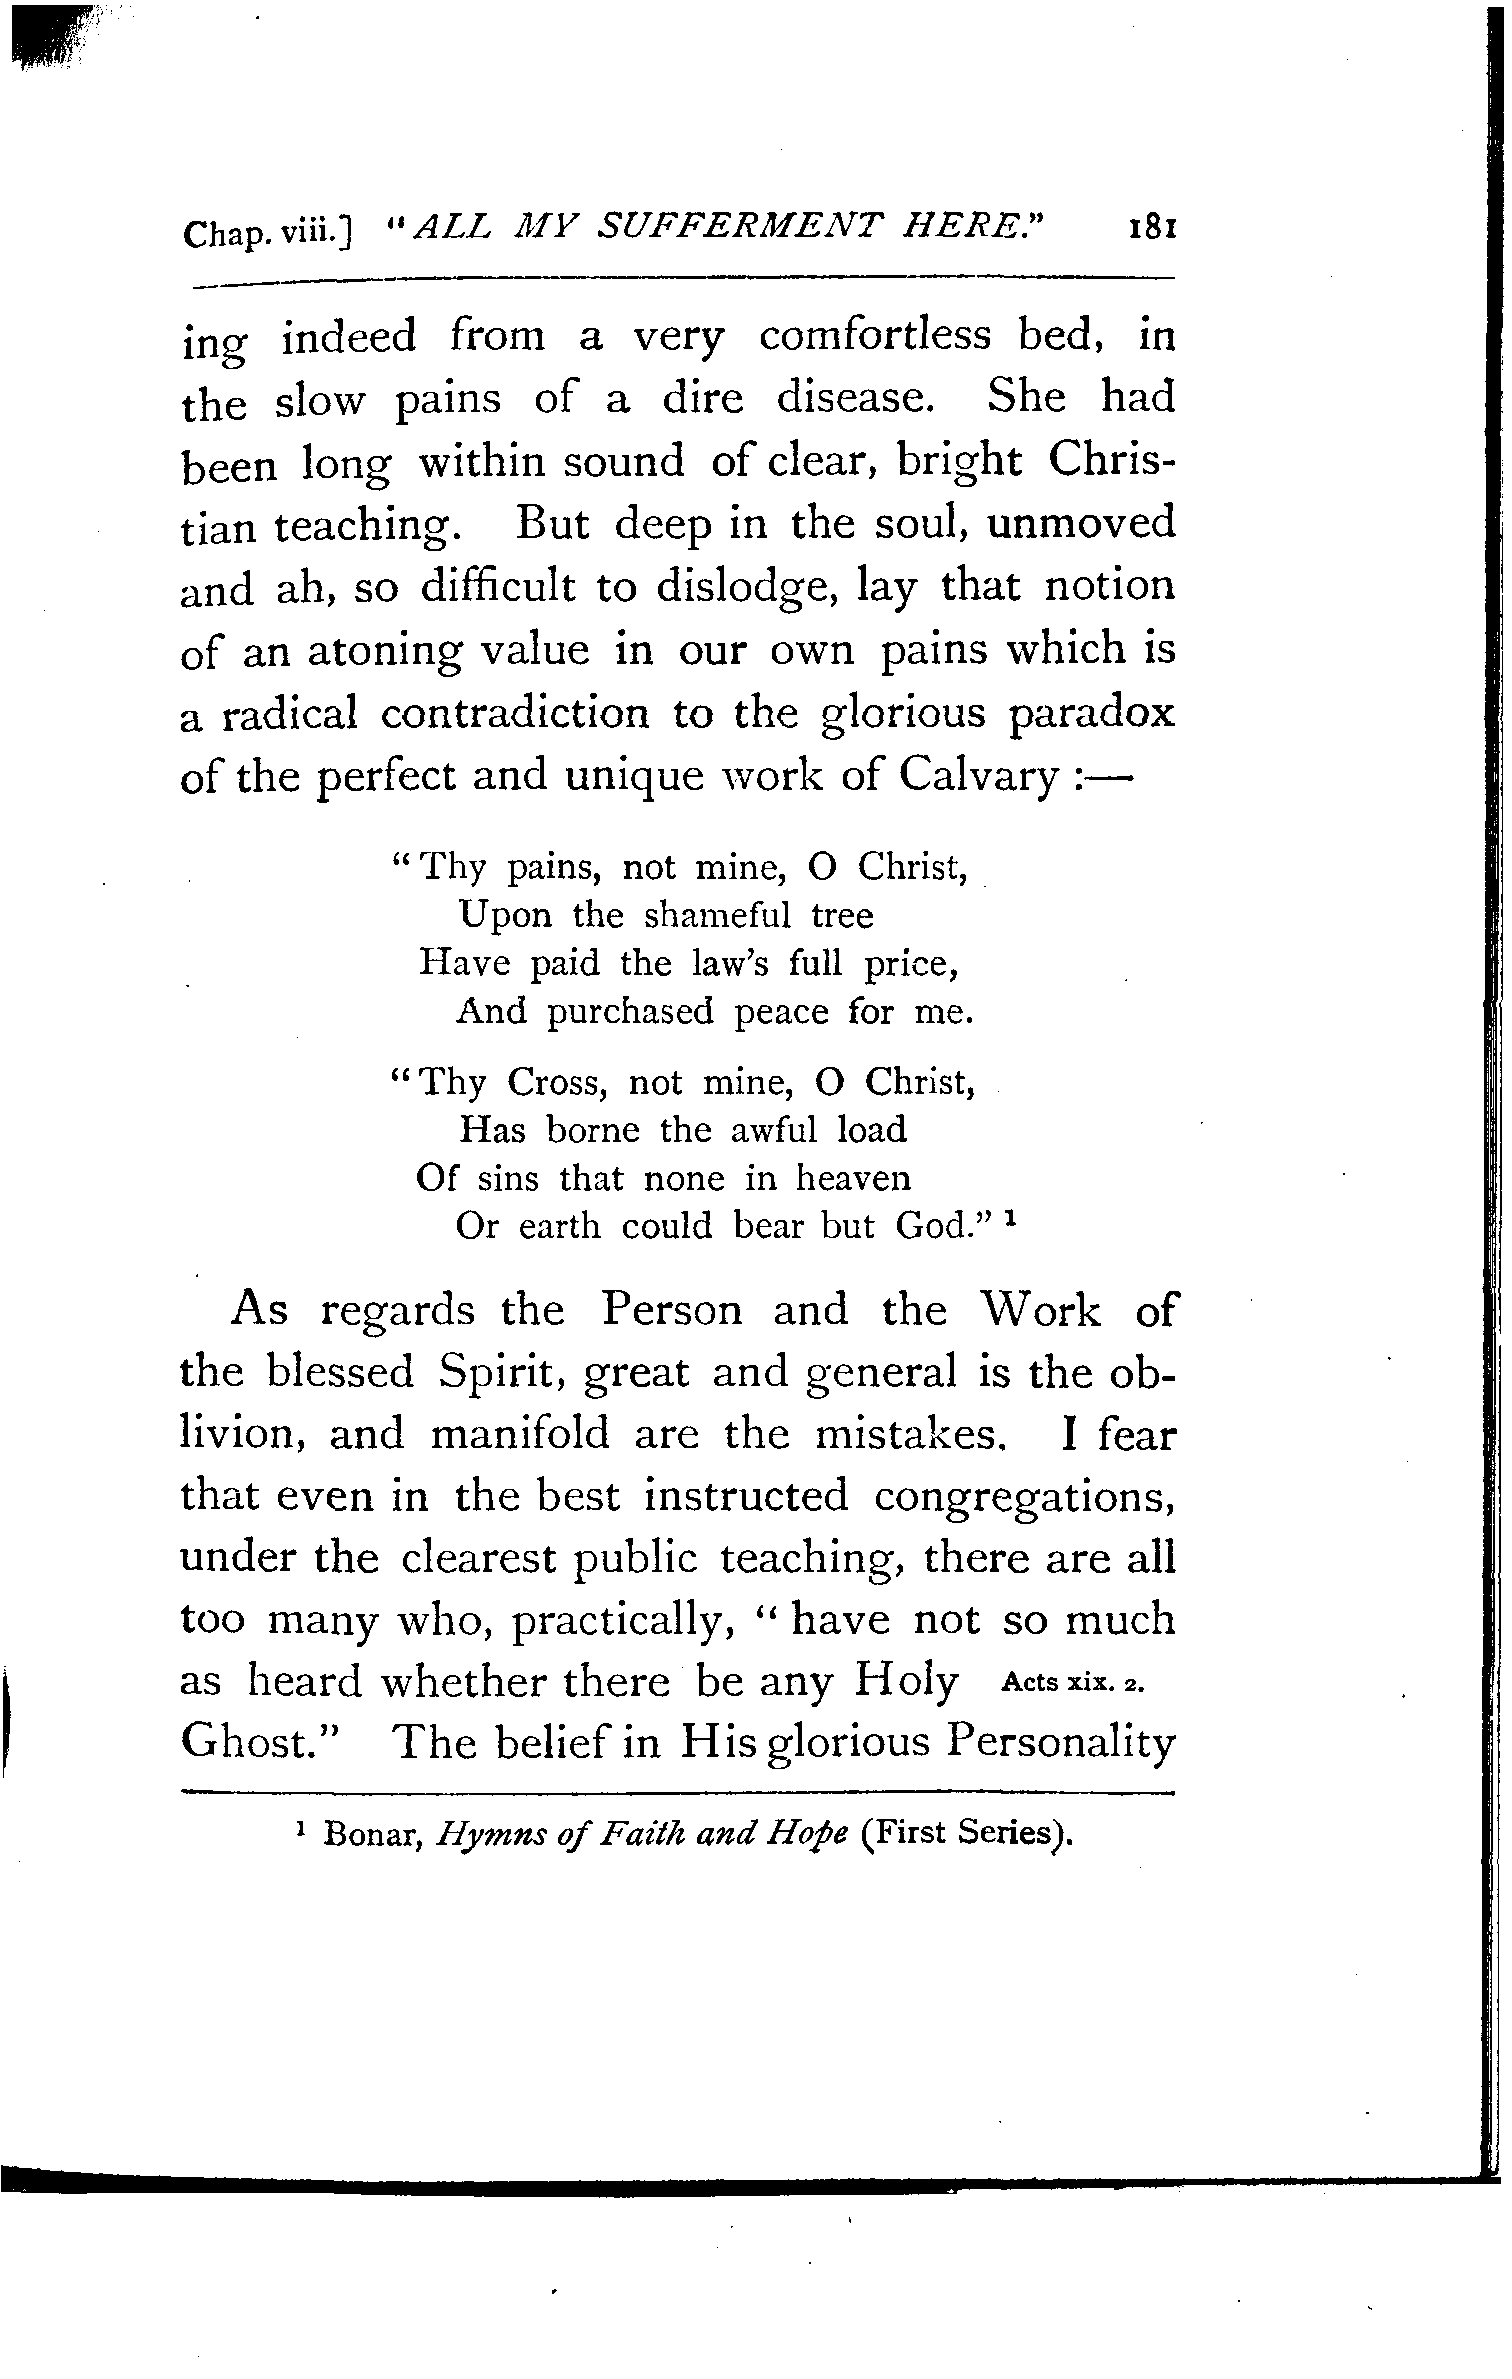 Chap. viii.] "ALL MY SUFFERMENT HERE." 181
ing indeed from a very comfortless bed, in
the slow pains of a dire disease. She had
been long within sound of clear, bright Chris-
tian teaching. But deep in the soul, unmoved
and ah, so difficult to dislodge, lay that notion
of an atoning value in our own pains which is
a radical contradiction to the glorious paradox
of the perfect and unique work of Calvary :—
"Thy pains, not mine, O Christ,
Upon the shameful tree
Have paid the law's full price,
And purchased peace for me.
"Thy Cross, not mine, O Christ,
Has borne the awful load
Of sins that none in heaven
Or earth could bear but God." ¹
As regards the Person and the Work of
the blessed Spirit, great and general is the ob-
livion, and manifold are the mistakes. I fear
that even in the best instructed congregations,
under the clearest public teaching, there are all
too many who, practically, "have not so much
as heard whether there be any Holy Acts xix. 2.
Ghost." The belief in His glorious Personality
¹ Bonar, Hymns of Faith and Hope (First Series).